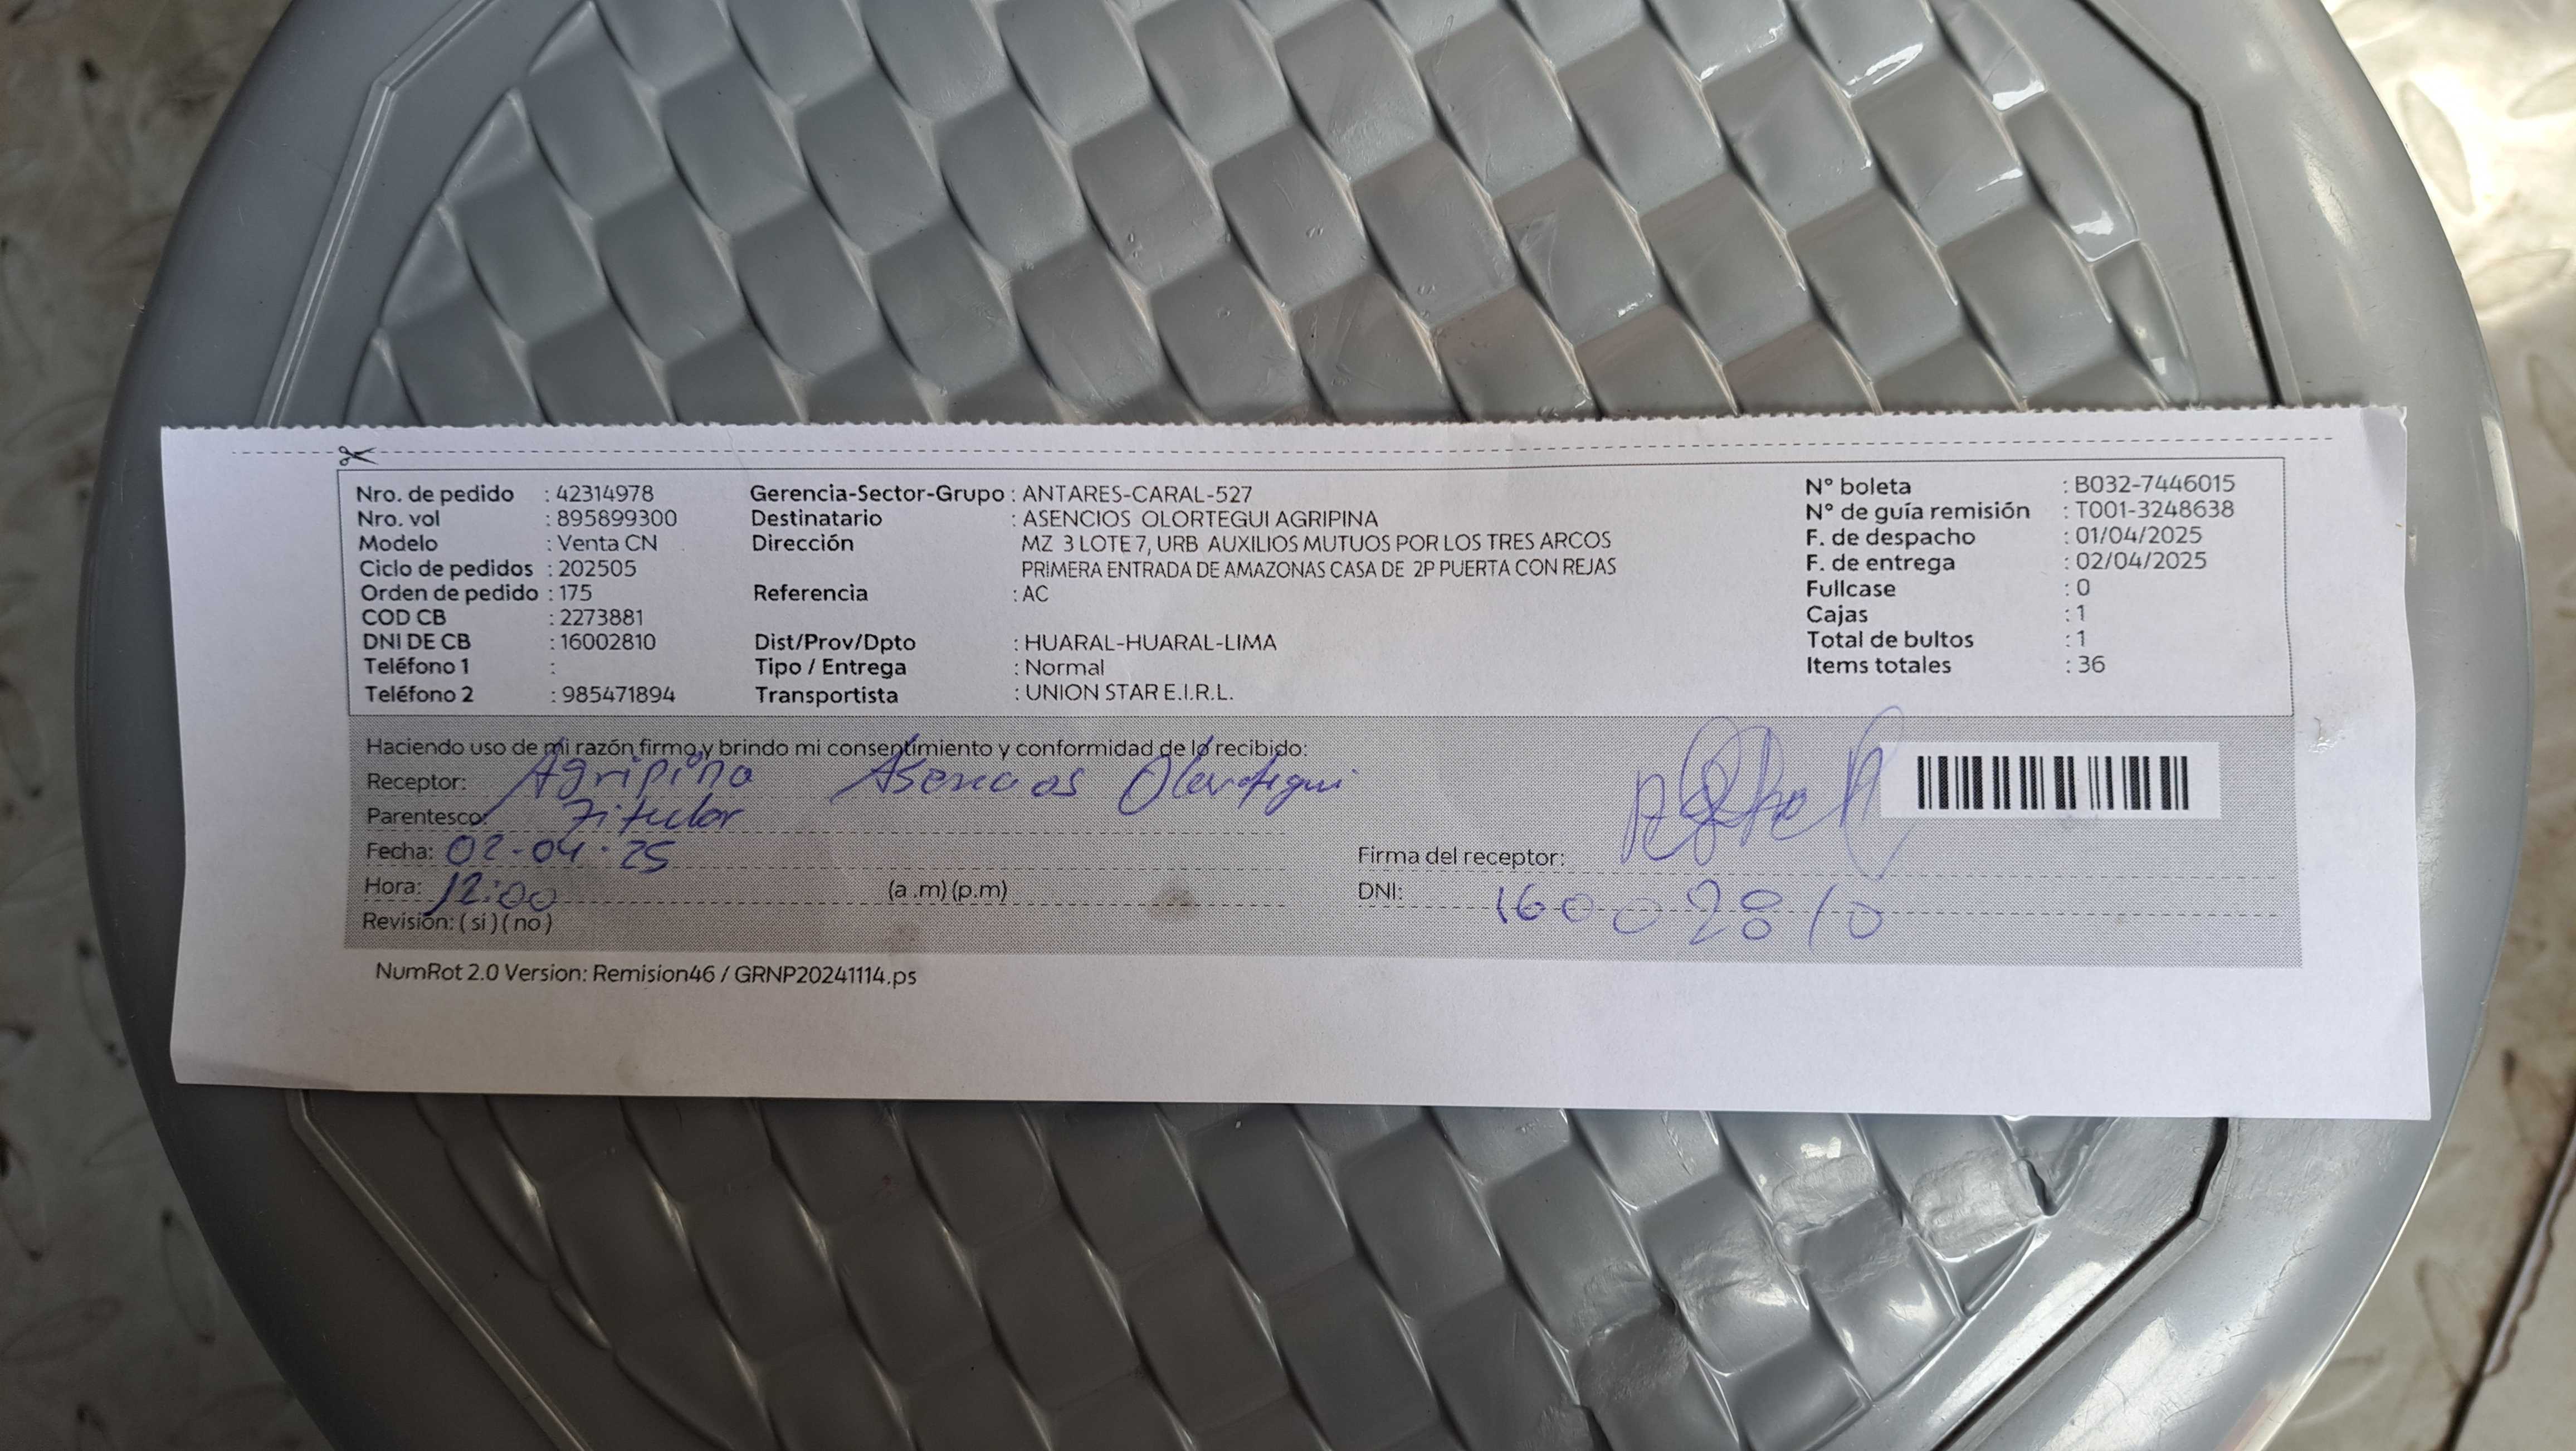 Nro. de pedido : 42314978 Gerencia-Sector-Grupo : ANTARES-CARAL-527 N° boleta : B032-7446015
Nro. vol : 895899300 Destinatario : ASENCIOS OLORTEGUI AGRIPINA N° de guía remisión : T001-3248638
Modelo : Venta CN Dirección MZ 3 LOTE 7, URB AUXILIOS MUTUOS POR LOS TRES ARCOS F. de despacho : 01/04/2025
Ciclo de pedidos : 202505 PRIMERA ENTRADA DE AMAZONAS CASA DE 2P PUERTA CON REJAS F. de entrega : 02/04/2025
Orden de pedido : 175 Referencia : AC Fullcase : 0
COD CB : 2273881 Cajas : 1
DNI DE CB : 16002810 Dist/Prov/Dpto : HUARAL-HUARAL-LIMA Total de bultos : 1
Teléfono 1 : Tipo / Entrega : Normal Items totales : 36
Teléfono 2 : 985471894 Transportista : UNION STAR E.I.R.L.
Haciendo uso de mi razón firmo y brindo mi consentimiento y conformidad de lo recibido:
Receptor: Agripina Asencios Olortegui
Parentesco: Titular
Fecha: 02-04-25 Firma del receptor:
Hora: 12:00 (a .m) (p.m) DNI: 16002810
Revisión: ( si ) ( no )
NumRot 2.0 Version: Remision46 / GRNP20241114.ps